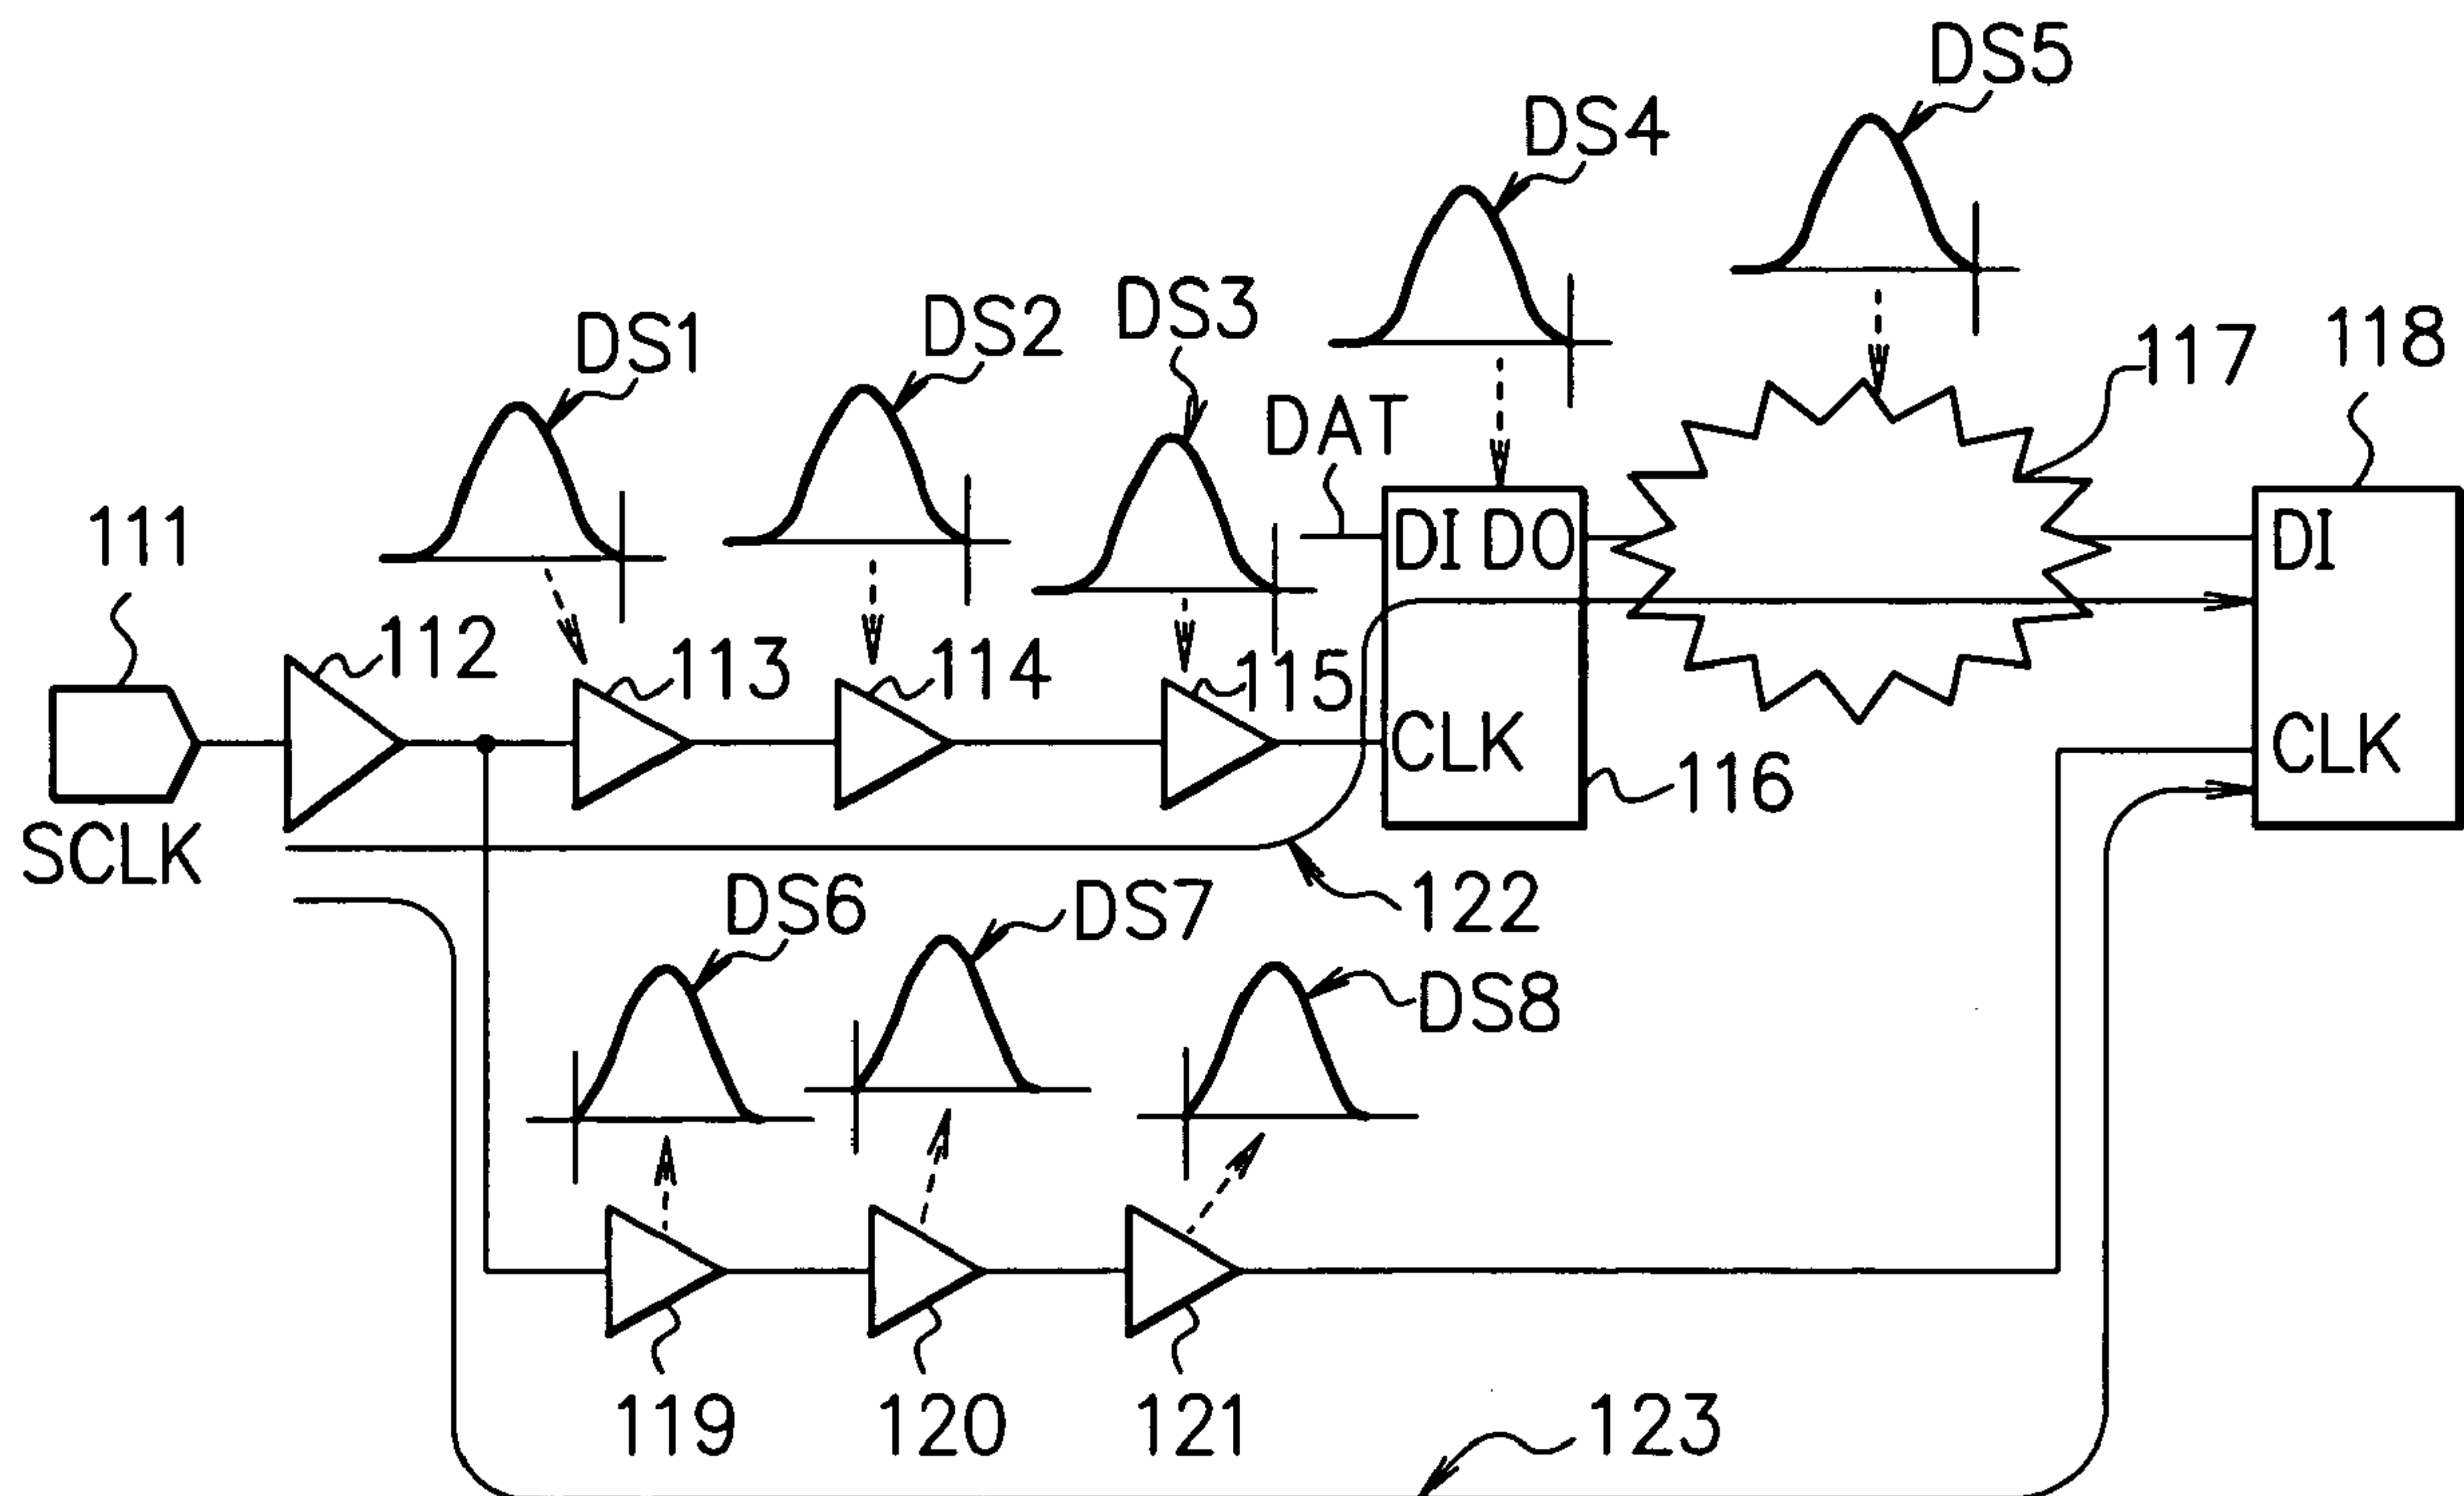 DS5
DS4
DS3
DS2
DS1
118
117
DAT
111
DI DO
DI
112
113
114
115
CLK
CLK
116
SCLK
DS6
DS7
122
DS8
119
120
121
123